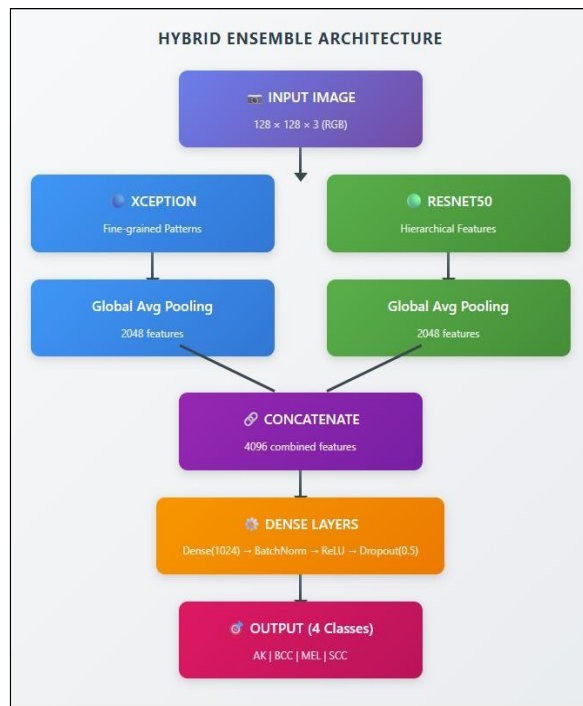 HYBRID ENSEMBLE ARCHITECTURE
INPUT IMAGE
128 × 128 × 3 (RGB)
XCEPTION
Fine-grained Patterns
RESNET50
Hierarchical Features
Global Avg Pooling
2048 features
Global Avg Pooling
2048 features
CONCATENATE
4096 combined features
DENSE LAYERS
Dense(1024) → BatchNorm → ReLU → Dropout(0.5)
OUTPUT (4 Classes)
AK | BCC | MEL | SCC